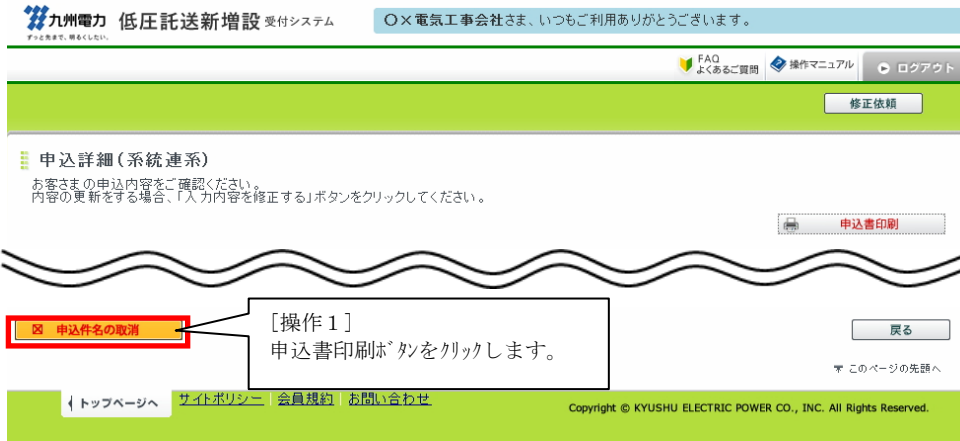 九州電力 低圧託送新増設 受付システム
ずっと先まで、明るくしたい。
〇×電気工事会社さま、いつもご利用ありがとうございます。
FAQ
よくあるご質問
操作マニュアル
ログアウト
修正依頼
申込詳細(系統連系)
お客さまの申込内容をご確認ください。
内容の更新をする場合、「入力内容を修正する」ボタンをクリックしてください。
申込書印刷
申込件名の取消
[操作1]
申込書印刷ﾎﾞﾀﾝをｸﾘｯｸします。
戻る
このページの先頭へ
トップページへ
サイトポリシー | 会員規約 | お問い合わせ
Copyright © KYUSHU ELECTRIC POWER CO., INC. All Rights Reserved.